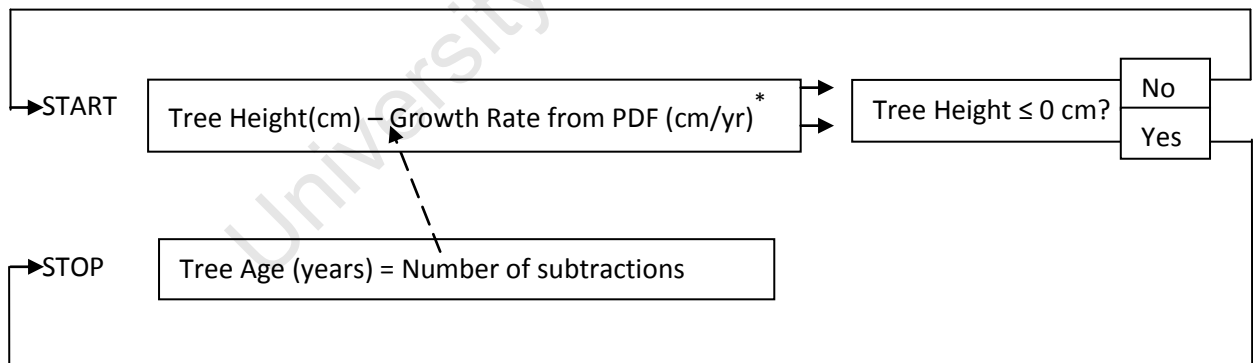 University
No
START
Tree Height(cm) – Growth Rate from PDF (cm/yr)*
Tree Height ≤ 0 cm?
Yes
STOP
Tree Age (years) = Number of subtractions